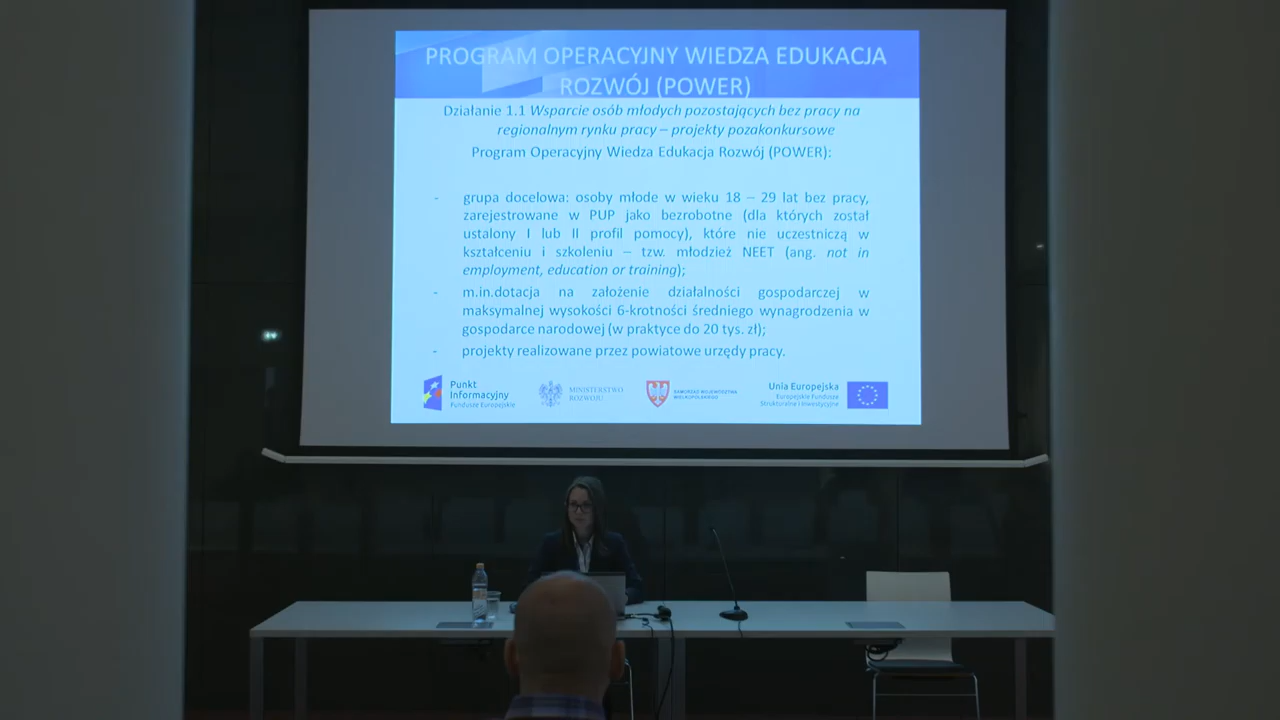 PROGRAM OPERACYJNY WIEDZA EDUKACJA
ROZWÓJ (POWER)
Działanie 1.1 Wsparcie osób młodych pozostających bez pracy na
regionalnym rynku pracy – projekty pozakonkursowe
Program Operacyjny Wiedza Edukacja Rozwój (POWER):
- grupa docelowa: osoby młode w wieku 18 – 29 lat bez pracy,
zarejestrowane w PUP jako bezrobotne (dla których został
ustalony I lub II profil pomocy), które nie uczestniczą w
kształceniu i szkoleniu – tzw. młodzież NEET (ang. not in
employment, education or training);
- m.in.dotacja na założenie działalności gospodarczej w
maksymalnej wysokości 6-krotności średniego wynagrodzenia w
gospodarce narodowej (w praktyce do 20 tys. zł);
- projekty realizowane przez powiatowe urzędy pracy.
Punkt
Informacyjny
Fundusze Europejskie
MINISTERSTWO
ROZWOJU
SAMORZĄD WOJEWÓDZTWA
WIELKOPOLSKIEGO
Unia Europejska
Europejskie Fundusze
Strukturalne i Inwestycyjne